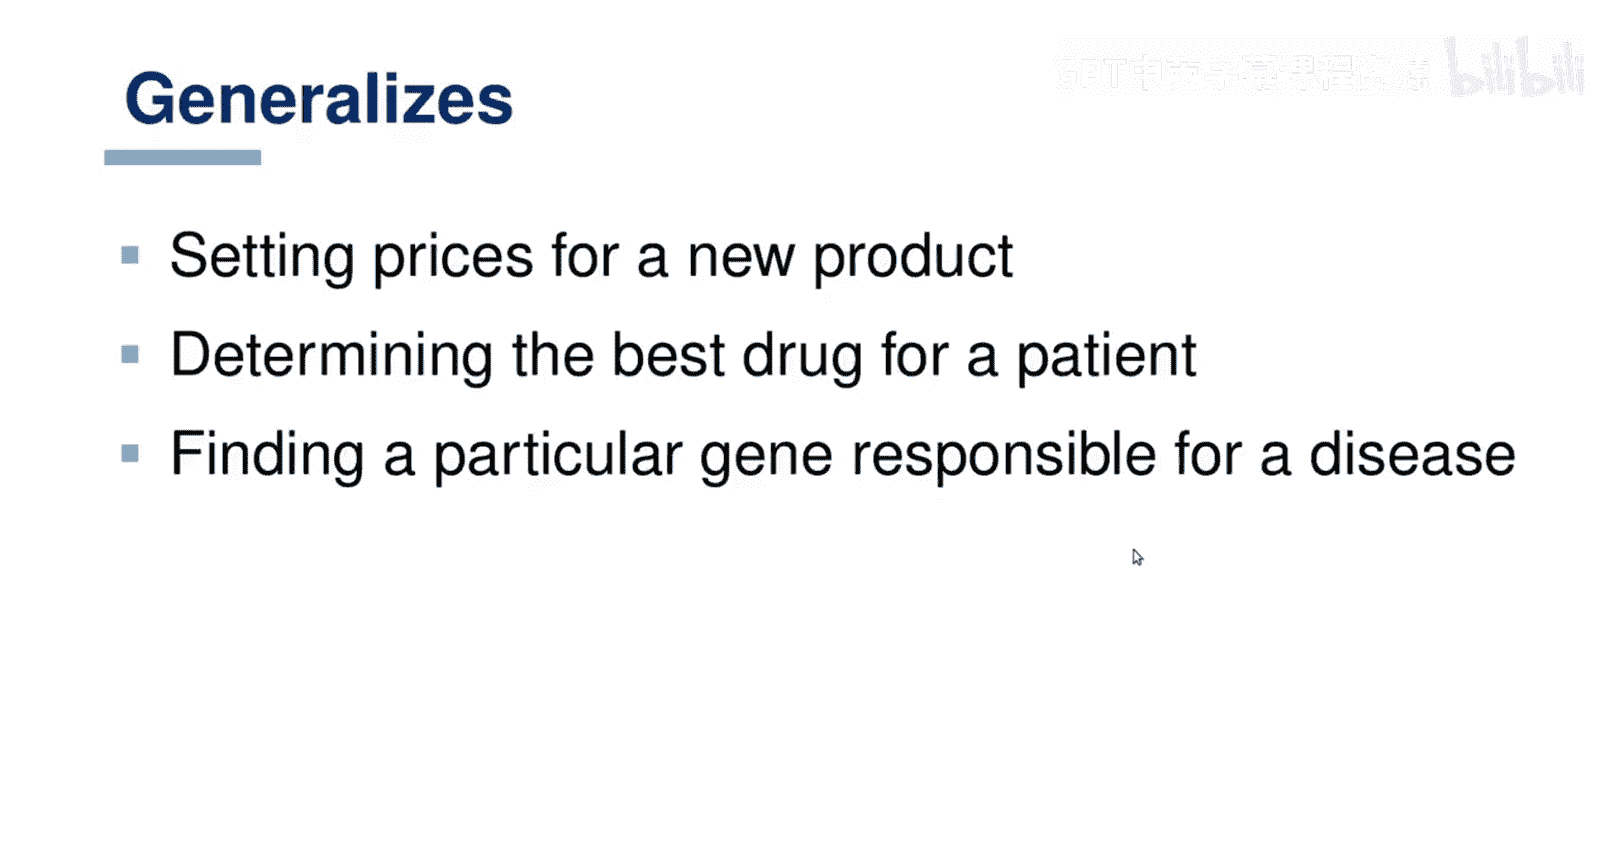 Generalizes
bilibili
Setting prices for a new product
Determining the best drug for a patient
Finding a particular gene responsible for a disease